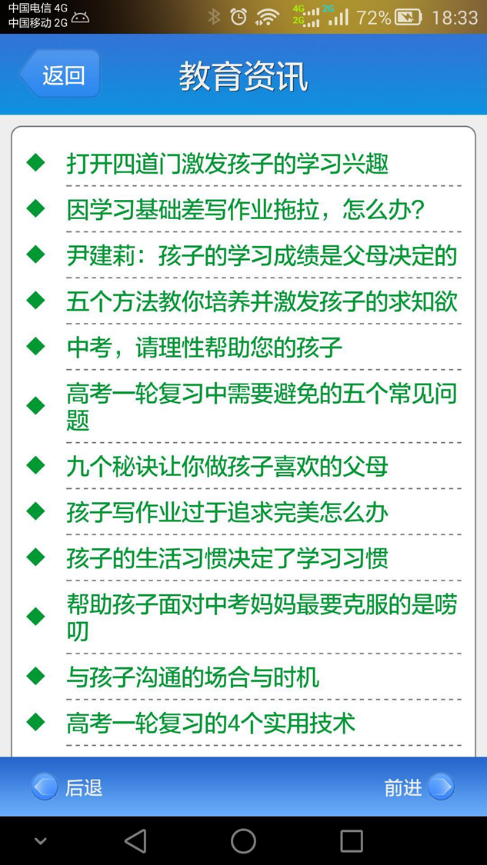 中国电信 4G
中国移动 2G
4G 2G
2G
72%
18:33
返回
教育资讯
打开四道门激发孩子的学习兴趣
因学习基础差写作业拖拉，怎么办?
尹建莉：孩子的学习成绩是父母决定的
五个方法教你培养并激发孩子的求知欲
中考，请理性帮助您的孩子
高考一轮复习中需要避免的五个常见问
题
九个秘诀让你做孩子喜欢的父母
孩子写作业过于追求完美怎么办
孩子的生活习惯决定了学习习惯
帮助孩子面对中考妈妈最要克服的是唠
叨
与孩子沟通的场合与时机
高考一轮复习的4个实用技术
后退
前进